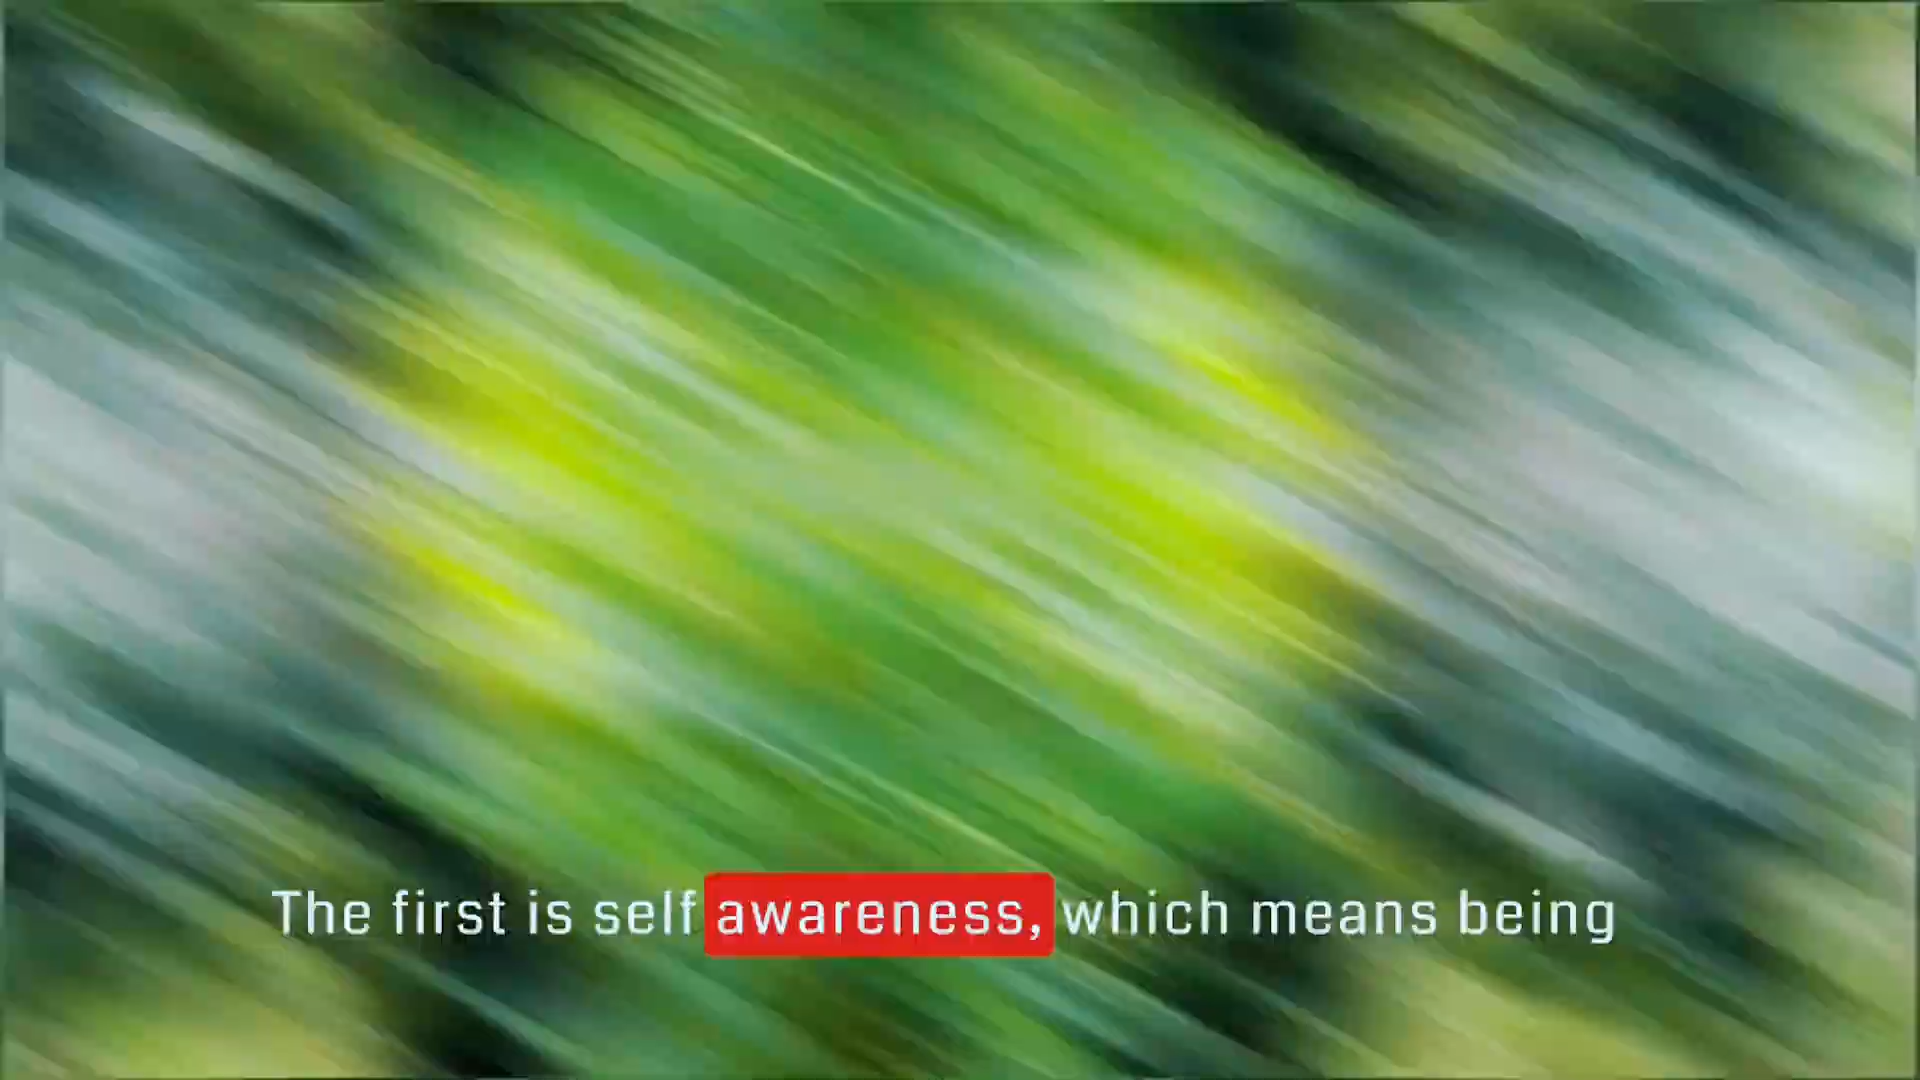 The first is self awareness, which means being